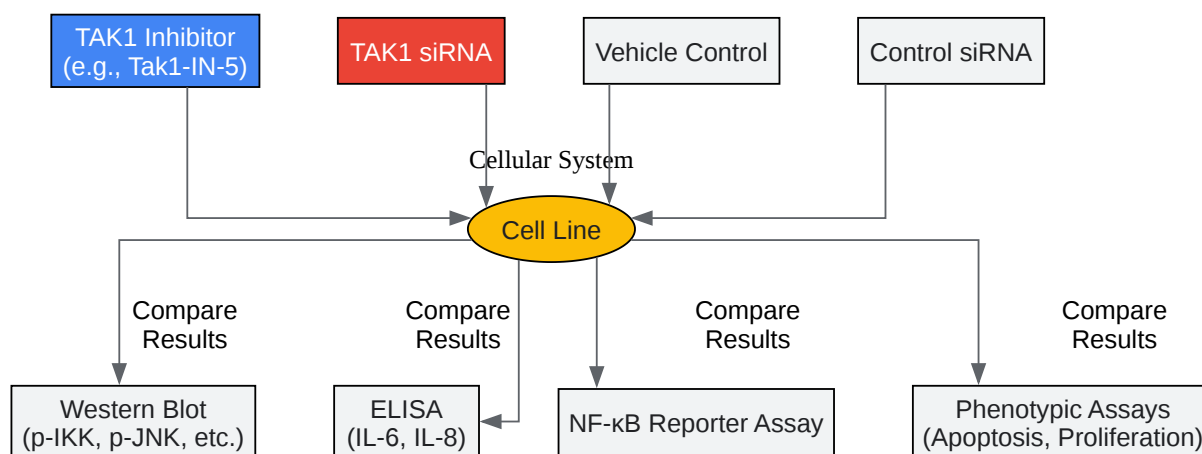 TAK1 Inhibitor
(e.g., Tak1-IN-5)
TAK1 siRNA
Vehicle Control
Control siRNA
Cellular System
Cell Line
Compare
Results
Compare
Results
Compare
Results
Compare
Results
Western Blot
(p-IKK, p-JNK, etc.)
ELISA
(IL-6, IL-8)
NF-κB Reporter Assay
Phenotypic Assays
(Apoptosis, Proliferation)